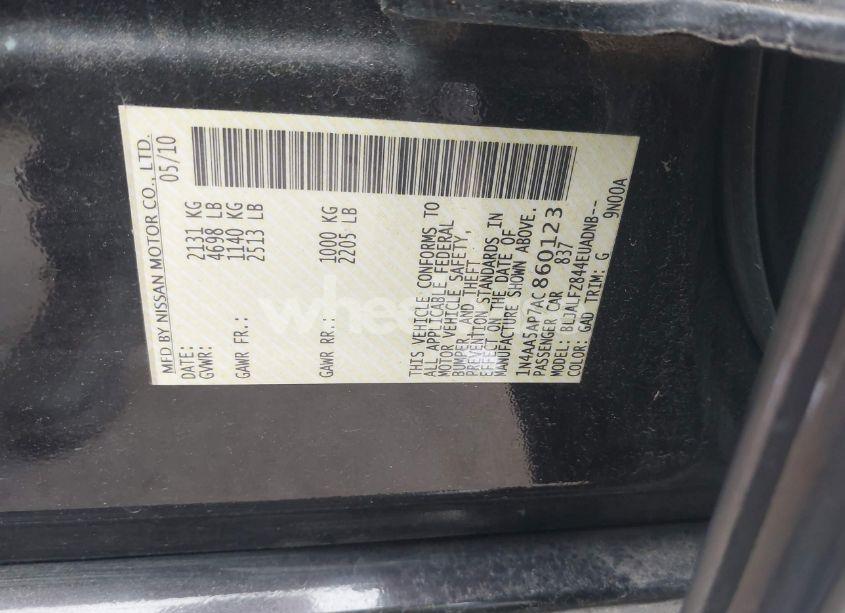 MFD BY NISSAN MOTOR CO., LTD.
DATE: 05/10
GVWR: 2131 KG
4698 LB
GAWR FR.: 1140 KG
2513 LB
GAWR RR.: 1000 KG
2205 LB
THIS VEHICLE CONFORMS TO
ALL APPLICABLE FEDERAL
MOTOR VEHICLE SAFETY,
BUMPER, AND THEFT
PREVENTION STANDARDS IN
EFFECT ON THE DATE OF
MANUFACTURE SHOWN ABOVE.
1N4AA5AP7AC860123
PASSENGER CAR 837
MODEL: BLJALFZ844EUADNB--
COLOR: GAD TRIM: G 9N00A